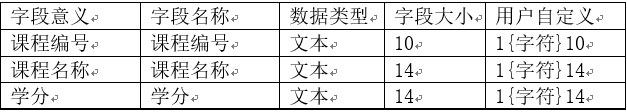 字段意义 字段名称 数据类型 字段大小 用户自定义
课程编号 课程编号 文本 10 1{字符}10
课程名称 课程名称 文本 14 1{字符}14
学分 学分 文本 14 1{字符}14